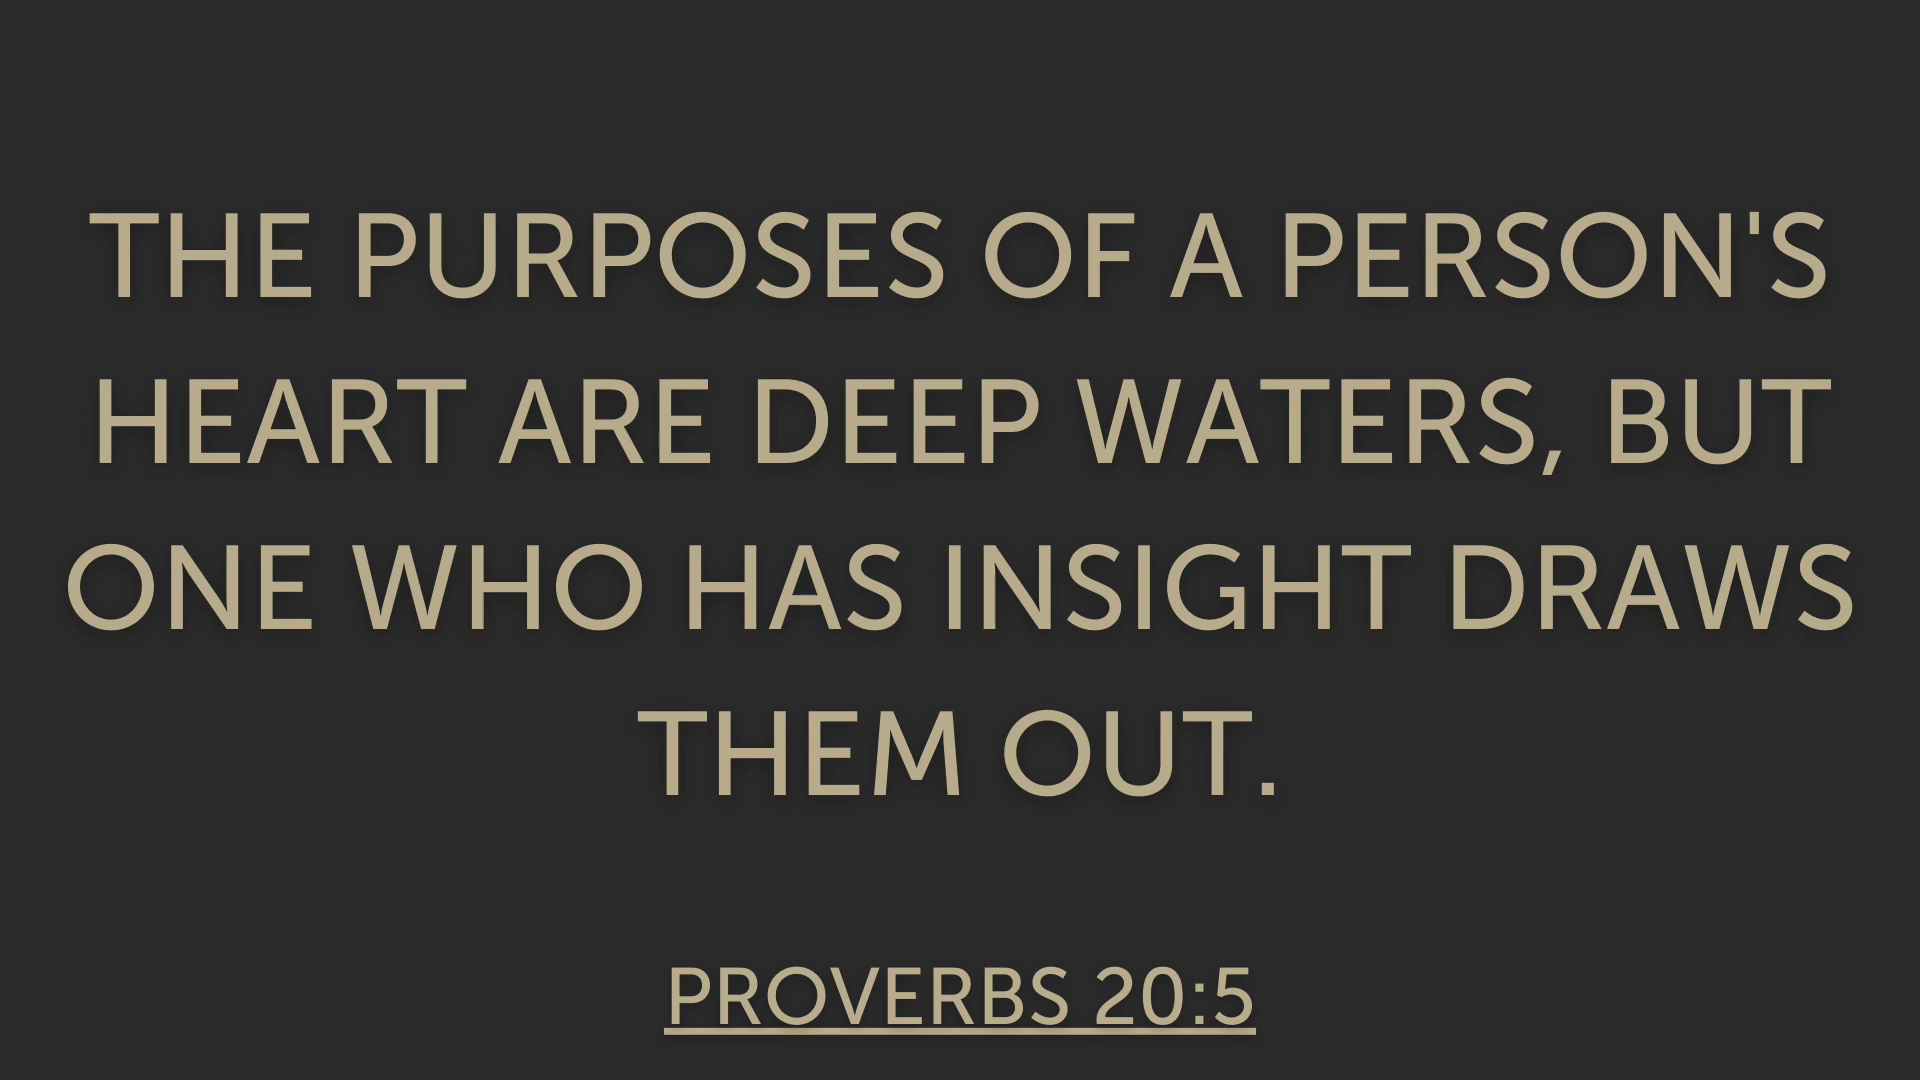 THE PURPOSES OF A PERSON'S
HEART ARE DEEP WATERS, BUT
ONE WHO HAS INSIGHT DRAWS
THEM OUT.
PROVERBS 20:5